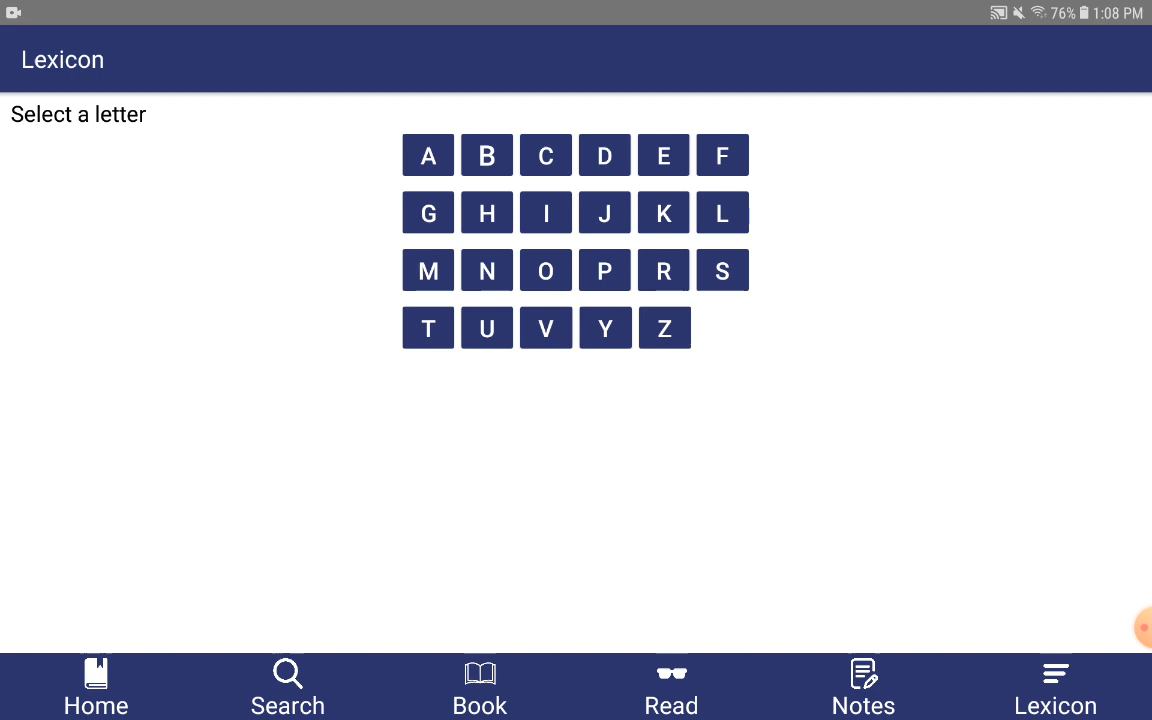 76% 1:08 PM
Lexicon
Select a letter
A B C D E F
G H I J K L
M N O P R S
T U V Y Z
Home Search Book Read Notes Lexicon